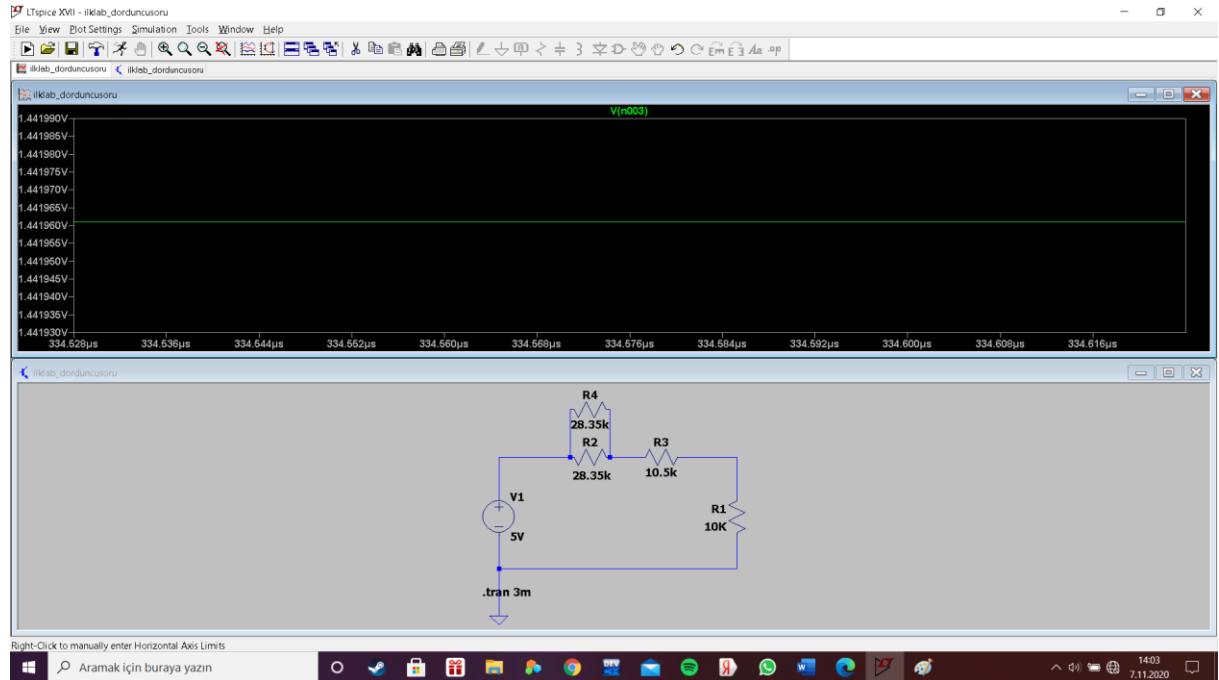 LTspice XVII - ilklab_dorduncusoru
File View Plot Settings Simulation Tools Window Help
ilklab_dorduncusoru ilklab_dorduncusoru
ilklab_dorduncusoru
V(n003)
1.441990V
1.441985V
1.441980V
1.441975V
1.441970V
1.441965V
1.441960V
1.441955V
1.441950V
1.441945V
1.441940V
1.441935V
1.441930V
334.528µs 334.536µs 334.544µs 334.552µs 334.560µs 334.568µs 334.576µs 334.584µs 334.592µs 334.600µs 334.608µs 334.616µs
ilklab_dorduncusoru
R4
28.35k
R2 R3
28.35k 10.5k
V1
R1
10K
5V
.tran 3m
Right-Click to manually enter Horizontal Axis Limits
Aramak için buraya yazın
DEV
14:03
7.11.2020